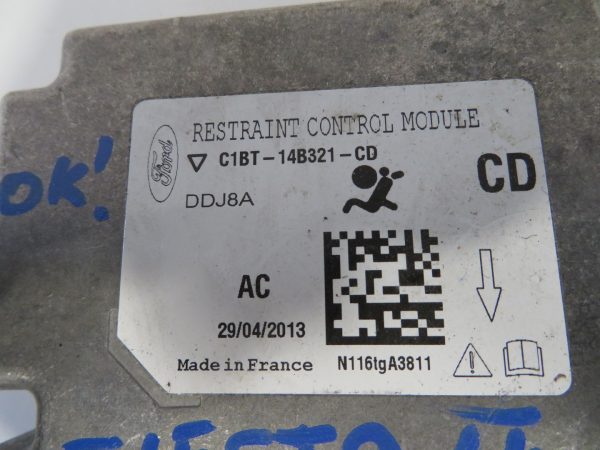 RESTRAINT CONTROL MODULE
Ford
C1BT-14B321-CD
CD
DDJ8A
OK!
AC
29/04/2013
Made in France
N116tgA3811